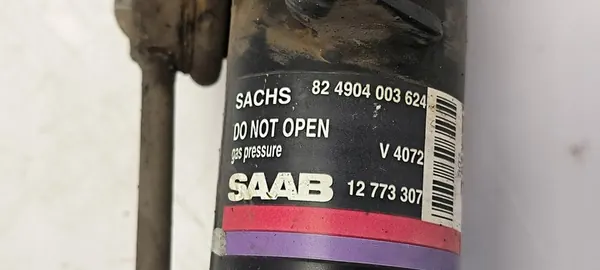 SACHS 82 4904 003 624
DO NOT OPEN
gas pressure V 4072
SAAB 12 773 307